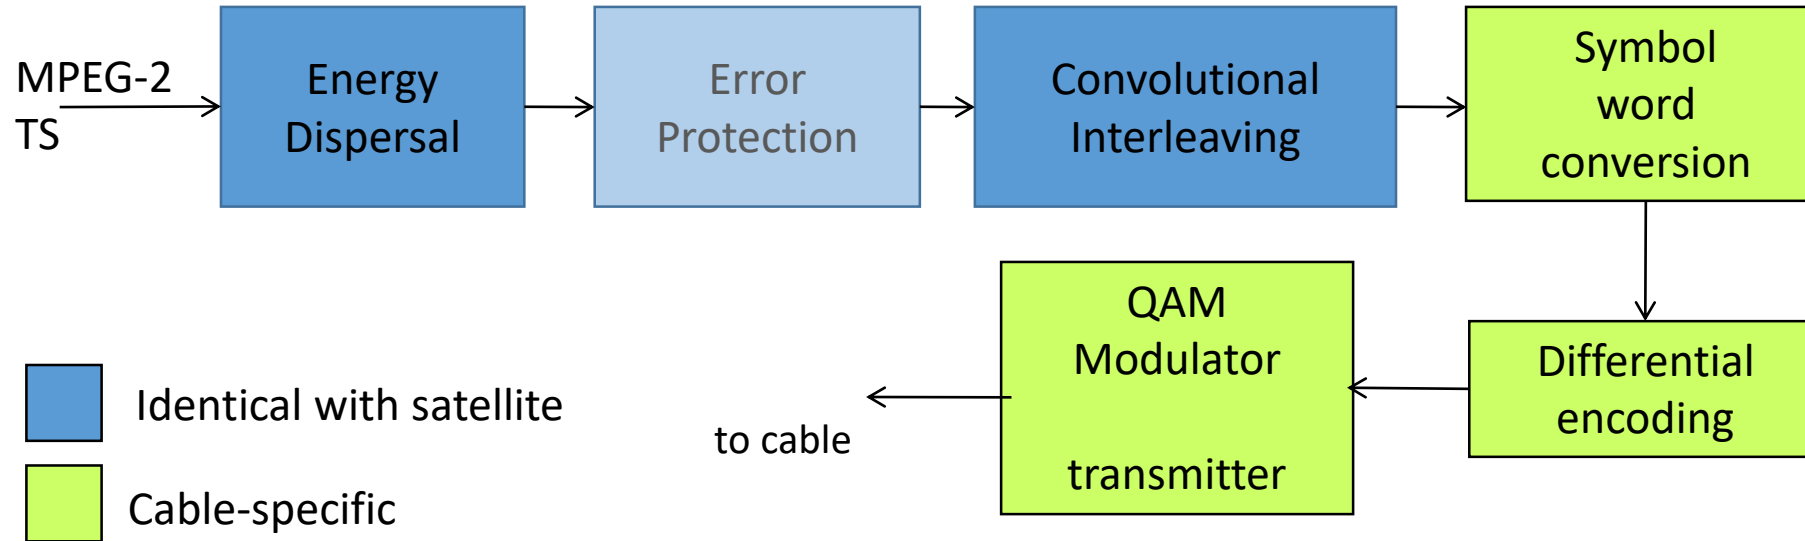 MPEG-2
TS
Energy
Dispersal
Error
Protection
Convolutional
Interleaving
Symbol
word
conversion
QAM
Modulator
transmitter
Differential
encoding
to cable
Identical with satellite
Cable-specific